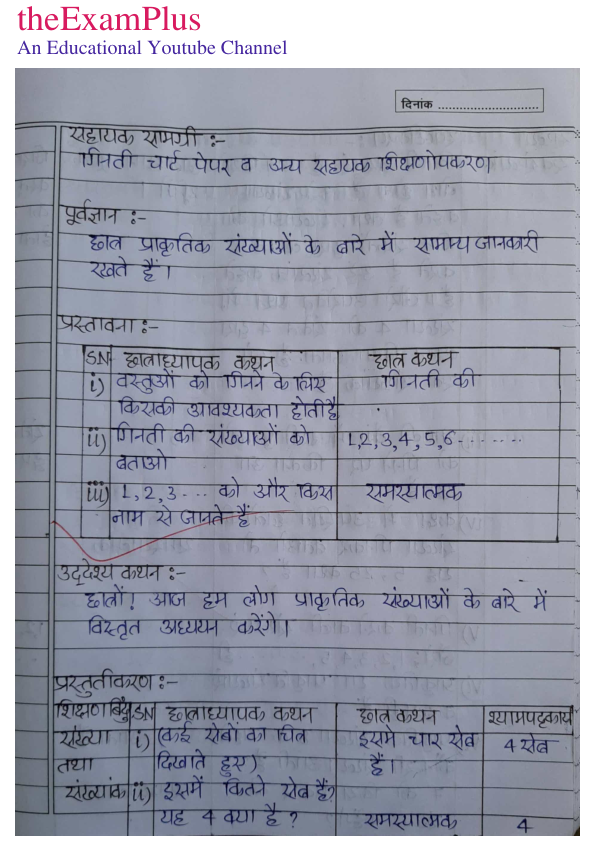 theExamPlus
An Educational Youtube Channel
दिनांक ............................
सहायक सामग्री :-
गिनती चार्ट पेपर व अन्य सहायक शिक्षणोपकरण।
पूर्वज्ञान :-
छात्र प्राकृतिक संख्याओं के बारे में सामान्य जानकारी
रखते हैं।
प्रस्तावना :-
SN छात्राध्यापक कथन छात्र कथन
i) वस्तुओं को गिनने के लिए गिनती की
किसकी आवश्यकता होती है
ii) गिनती की संख्याओं को 1,2,3,4,5,6-.......
बताओ
iii) 1,2,3--- को और किस समस्यात्मक
नाम से जानते हैं
उद्देश्य कथन :-
छात्रों! आज हम लोग प्राकृतिक संख्याओं के बारे में
विस्तृत अध्ययन करेंगे।
प्रस्तुतीकरण :-
शिक्षण बिंदु SN छात्राध्यापक कथन छात्र कथन श्यामपट्टकार्य
संख्या i) (कई सेबों का चित्र इसमे चार सेब 4 सेब
तथा दिखाते हुए) हैं।
संख्यांक ii) इसमें कितने सेब हैं?
यह 4 क्या है ? समस्यात्मक 4